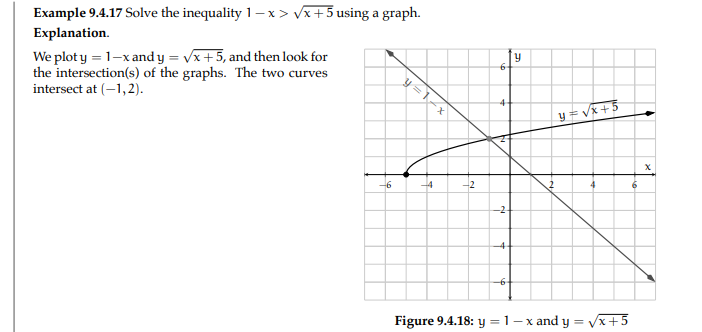 Example 9.4.17 Solve the inequality 1 − x > √x + 5 using a graph.
Explanation.
We plot y = 1−x and y = √x + 5, and then look for
the intersection(s) of the graphs. The two curves
intersect at (−1, 2).
y
6
y = 1 − x
4
y = √x + 5
2
x
−6
−4
−2
2
4
6
−2
−4
−6
Figure 9.4.18: y = 1 − x and y = √x + 5